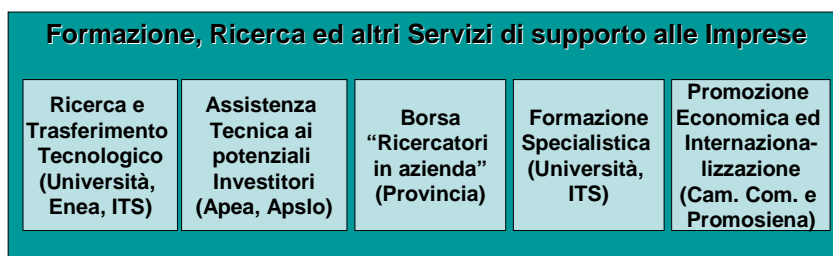 Formazione, Ricerca ed altri Servizi di supporto alle Imprese
Ricerca e
Trasferimento
Tecnologico
(Università,
Enea, ITS)
Assistenza
Tecnica ai
potenziali
Investitori
(Apea, Apslo)
Borsa
“Ricercatori
in azienda”
(Provincia)
Formazione
Specialistica
(Università,
ITS)
Promozione
Economica ed
Internaziona-
lizzazione
(Cam. Com. e
Promosiena)